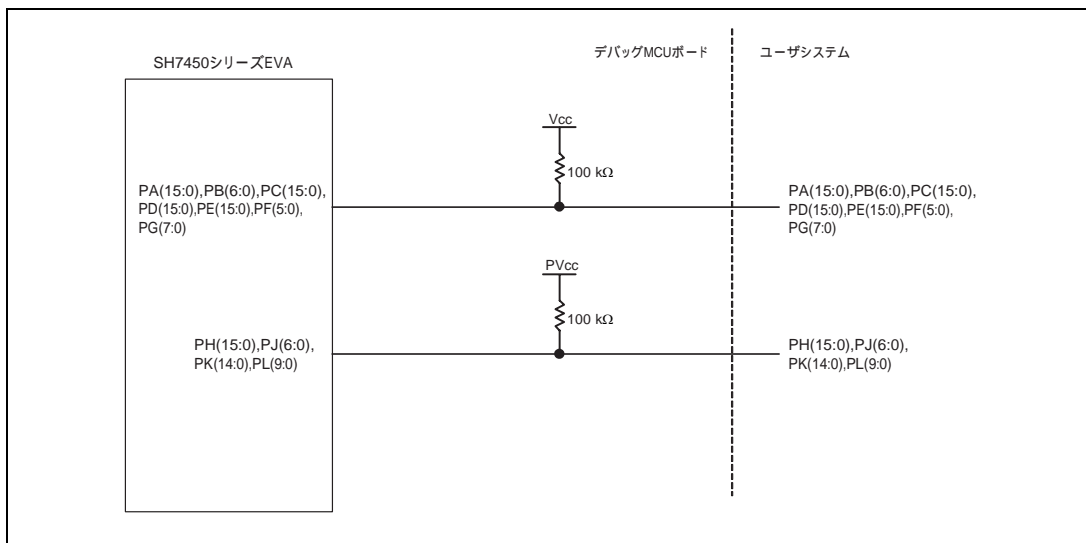 SH7450シリーズEVA
デバッグMCUボード
ユーザシステム
Vcc
100 kΩ
PA(15:0),PB(6:0),PC(15:0),
PD(15:0),PE(15:0),PF(5:0),
PG(7:0)
PA(15:0),PB(6:0),PC(15:0),
PD(15:0),PE(15:0),PF(5:0),
PG(7:0)
PVcc
100 kΩ
PH(15:0),PJ(6:0),
PK(14:0),PL(9:0)
PH(15:0),PJ(6:0),
PK(14:0),PL(9:0)